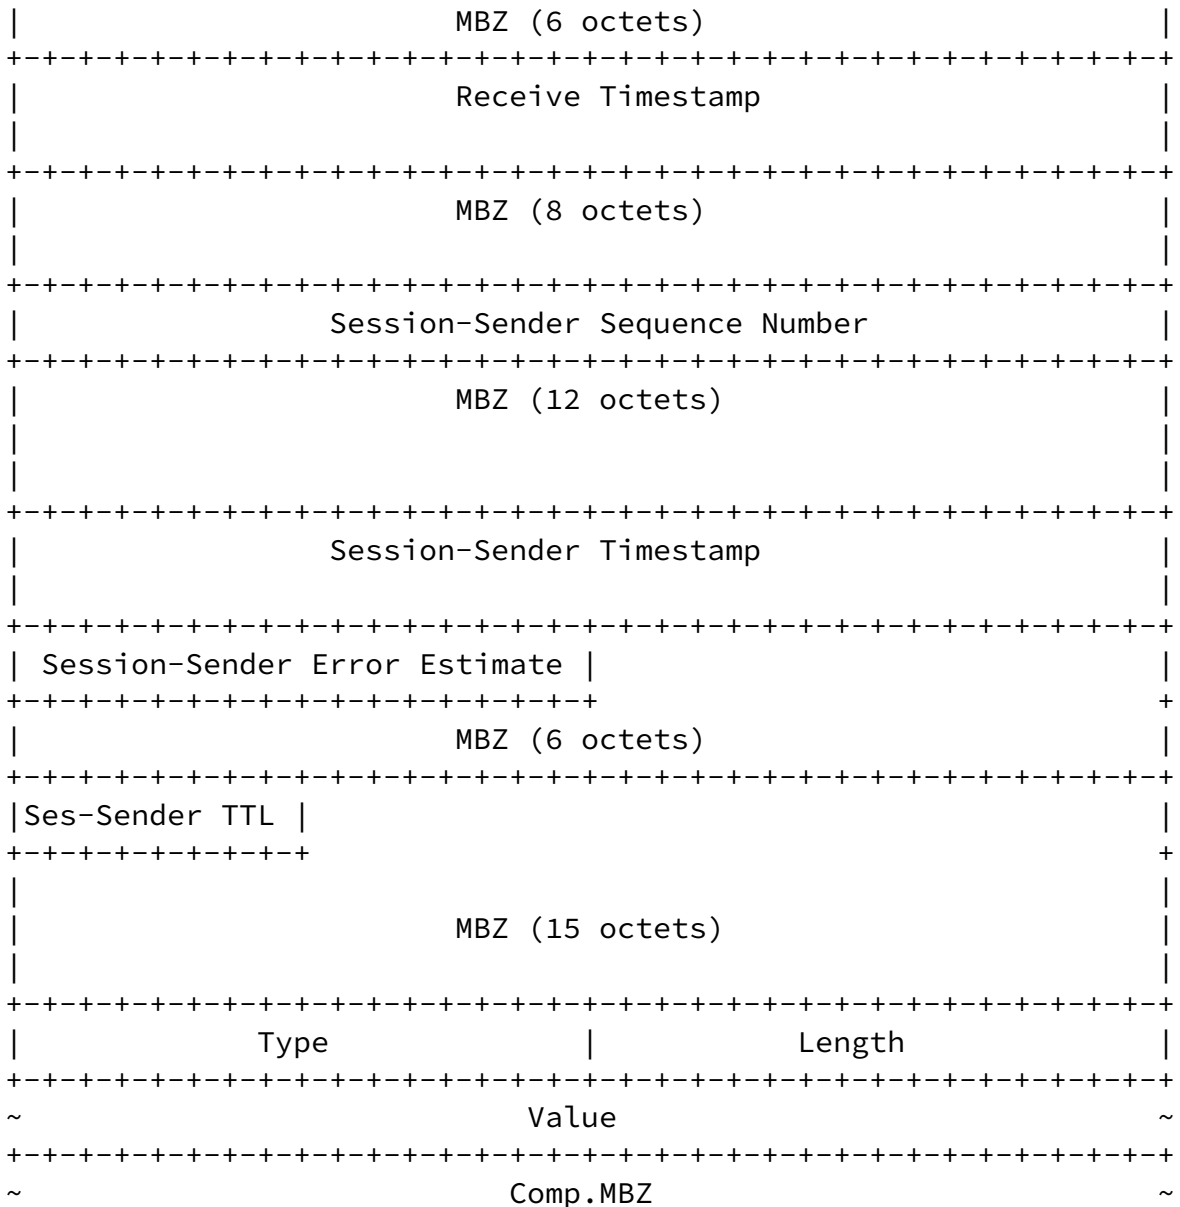 |                        MBZ (6 octets)                         |
+-+-+-+-+-+-+-+-+-+-+-+-+-+-+-+-+-+-+-+-+-+-+-+-+-+-+-+-+-+-+-+-+
|                        Receive Timestamp                      |
|                                                               |
+-+-+-+-+-+-+-+-+-+-+-+-+-+-+-+-+-+-+-+-+-+-+-+-+-+-+-+-+-+-+-+-+
|                        MBZ (8 octets)                         |
|                                                               |
+-+-+-+-+-+-+-+-+-+-+-+-+-+-+-+-+-+-+-+-+-+-+-+-+-+-+-+-+-+-+-+-+
|                 Session-Sender Sequence Number                |
+-+-+-+-+-+-+-+-+-+-+-+-+-+-+-+-+-+-+-+-+-+-+-+-+-+-+-+-+-+-+-+-+
|                        MBZ (12 octets)                        |
|                                                               |
|                                                               |
+-+-+-+-+-+-+-+-+-+-+-+-+-+-+-+-+-+-+-+-+-+-+-+-+-+-+-+-+-+-+-+-+
|                 Session-Sender Timestamp                      |
|                                                               |
+-+-+-+-+-+-+-+-+-+-+-+-+-+-+-+-+-+-+-+-+-+-+-+-+-+-+-+-+-+-+-+-+
| Session-Sender Error Estimate |                               |
+-+-+-+-+-+-+-+-+-+-+-+-+-+-+-+-+                               +
|                        MBZ (6 octets)                         |
+-+-+-+-+-+-+-+-+-+-+-+-+-+-+-+-+-+-+-+-+-+-+-+-+-+-+-+-+-+-+-+-+
|Ses-Sender TTL |                                               |
+-+-+-+-+-+-+-+-+                                               +
|                                                               |
|                        MBZ (15 octets)                        |
|                                                               |
+-+-+-+-+-+-+-+-+-+-+-+-+-+-+-+-+-+-+-+-+-+-+-+-+-+-+-+-+-+-+-+-+
|             Type              |           Length              |
+-+-+-+-+-+-+-+-+-+-+-+-+-+-+-+-+-+-+-+-+-+-+-+-+-+-+-+-+-+-+-+-+
~                            Value                              ~
+-+-+-+-+-+-+-+-+-+-+-+-+-+-+-+-+-+-+-+-+-+-+-+-+-+-+-+-+-+-+-+-+
~                           Comp.MBZ                            ~